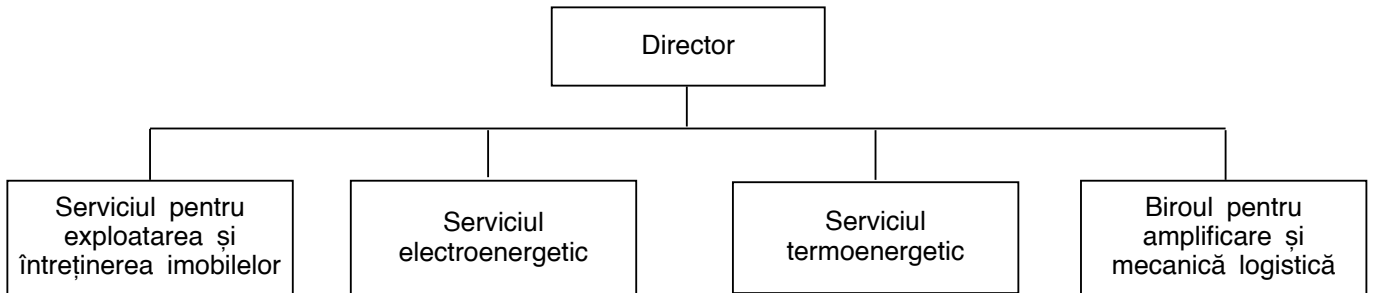 Director
Serviciul pentru
exploatarea și
întreținerea imobilelor
Serviciul
electroenergetic
Serviciul
termoenergetic
Biroul pentru
amplificare și
mecanică logistică